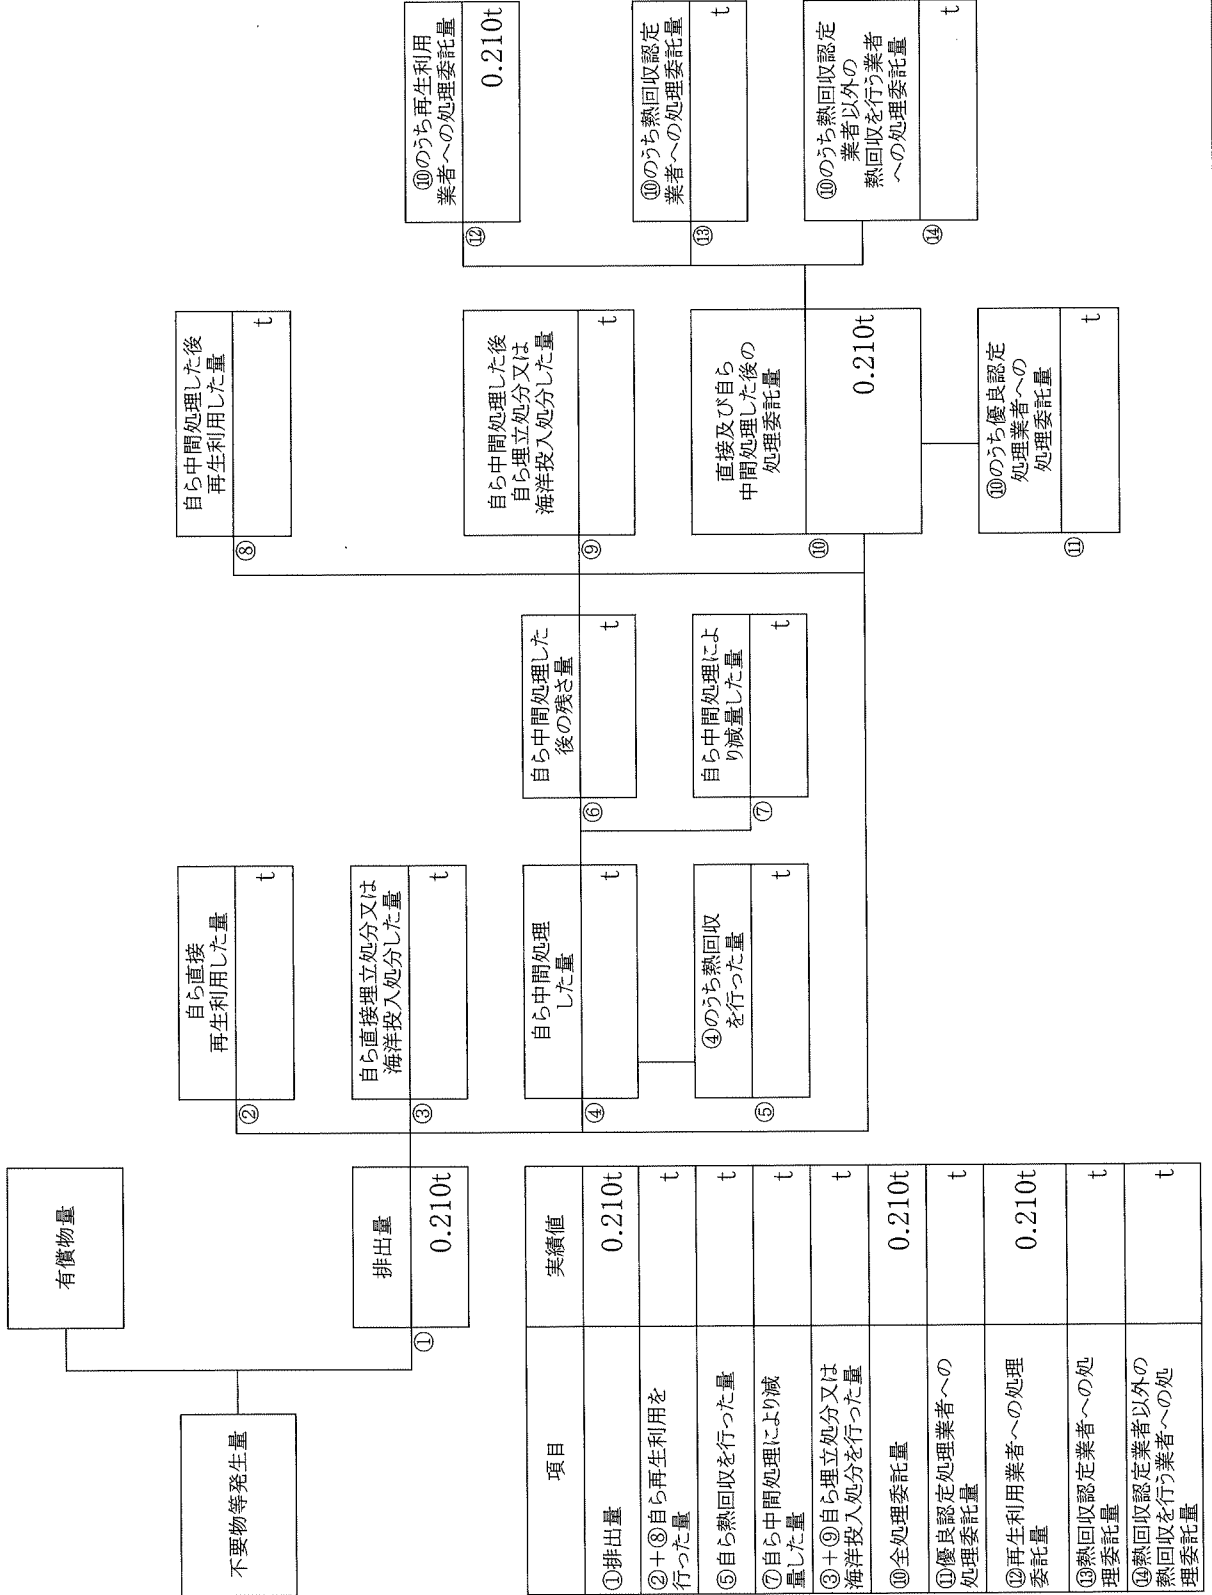 不要物等発生量
有償物量
排出量
①
0.210t
自ら直接
再生利用した量
②
t
自ら直接埋立処分又は
海洋投入処分した量
③
t
自ら中間処理
した量
④
t
④のうち熱回収
を行った量
⑤
t
自ら中間処理した
後の残さ量
⑥
t
自ら中間処理によ
り減量した量
⑦
t
自ら中間処理した後
再生利用した量
⑧
t
自ら中間処理した後
自ら埋立処分又は
海洋投入処分した量
⑨
t
直接及び自ら
中間処理した後の
処理委託量
⑩
0.210t
⑩のうち優良認定
処理業者への
処理委託量
⑪
t
⑩のうち再生利用
業者への処理委託量
⑫
0.210t
⑩のうち熱回収認定
業者への処理委託量
⑬
t
⑩のうち熱回収認定
業者以外の
熱回収を行う業者
への処理委託量
⑭
t
項目 実績値
①排出量 0.210t
②+⑧自ら再生利用を
行った量 t
⑤自ら熱回収を行った量 t
⑦自ら中間処理により減
量した量 t
③+⑨自ら埋立処分又は
海洋投入処分を行った量 t
⑩全処理委託量 0.210t
⑪優良認定処理業者への
処理委託量 t
⑫再生利用業者への処理
委託量 0.210t
⑬熱回収認定業者への処
理委託量 t
⑭熱回収認定業者以外の
熱回収を行う業者への処
理委託量 t